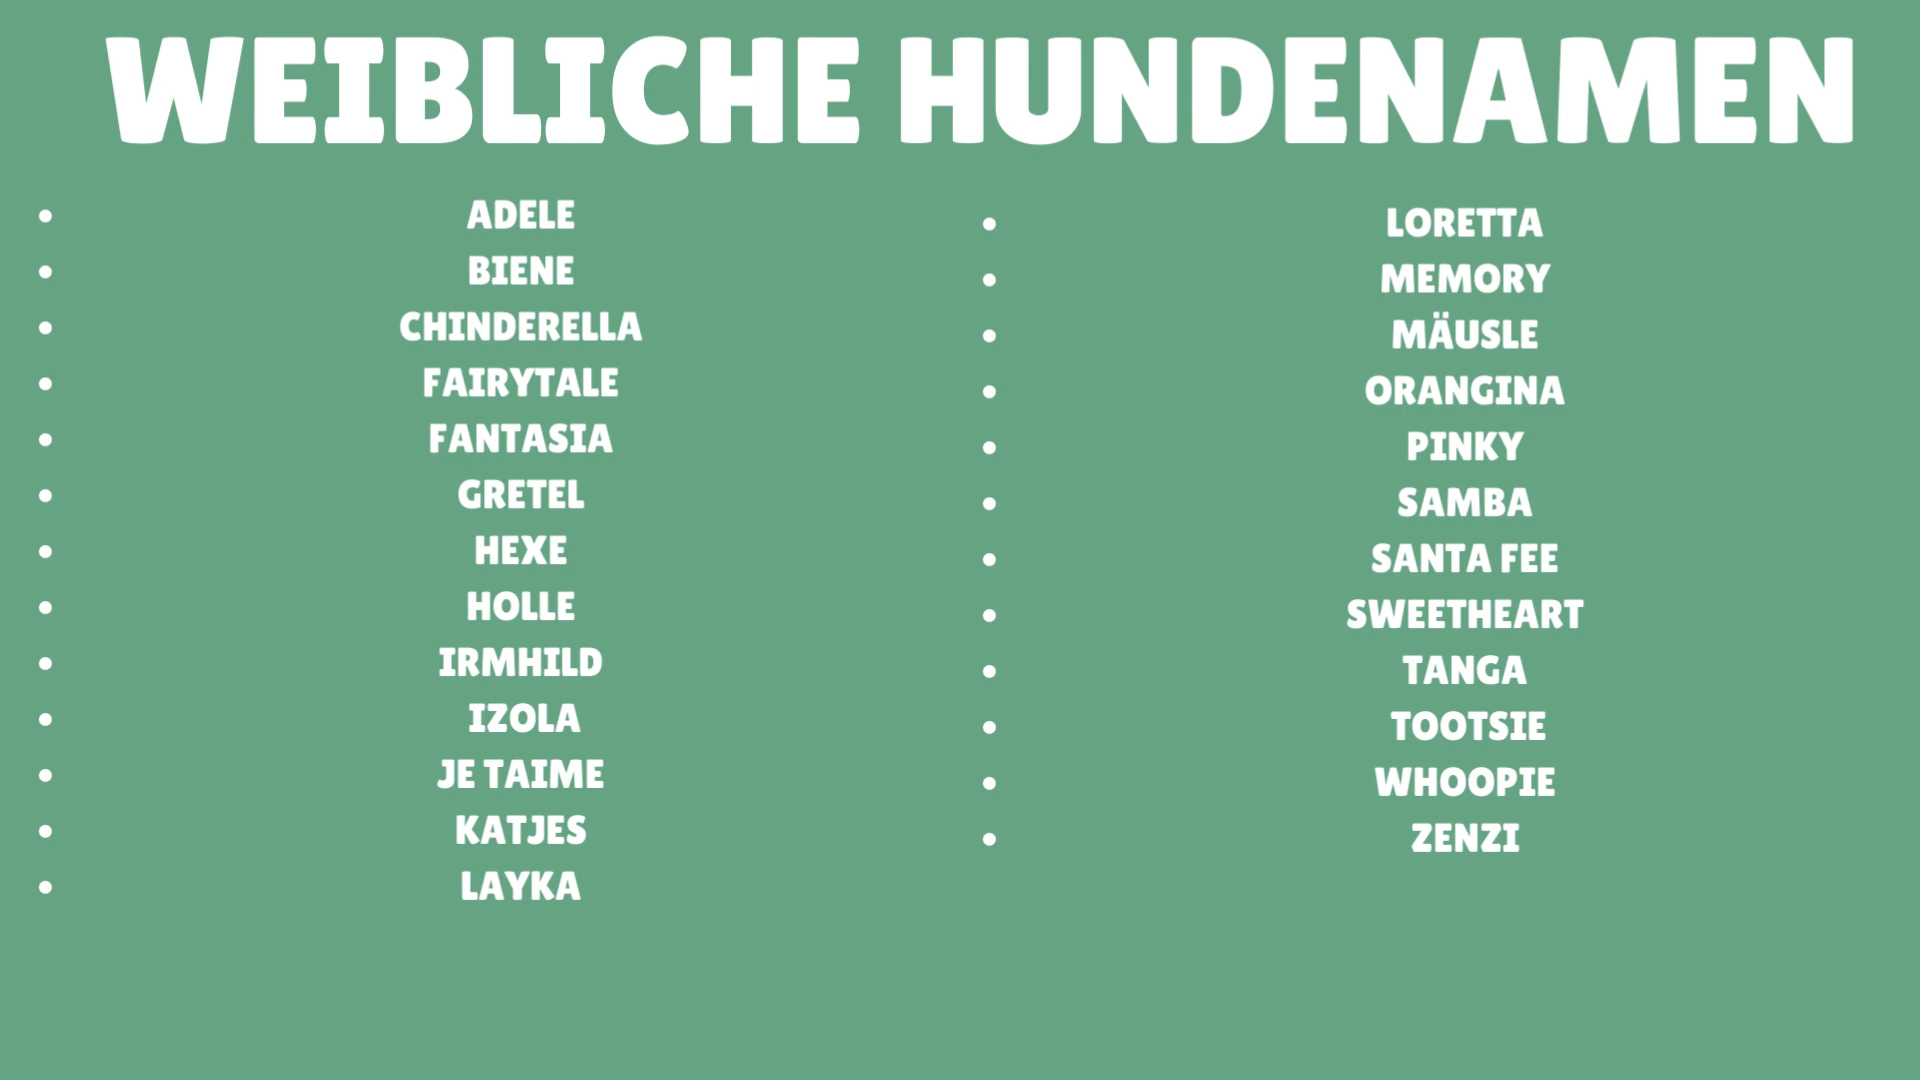 WEIBLICHE HUNDENAMEN
• ADELE
• BIENE
• CHINDERELLA
• FAIRYTALE
• FANTASIA
• GRETEL
• HEXE
• HOLLE
• IRMHILD
• IZOLA
• JE TAIME
• KATJES
• LAYKA
• LORETTA
• MEMORY
• MÄUSLE
• ORANGINA
• PINKY
• SAMBA
• SANTA FEE
• SWEETHEART
• TANGA
• TOOTSIE
• WHOOPIE
• ZENZI